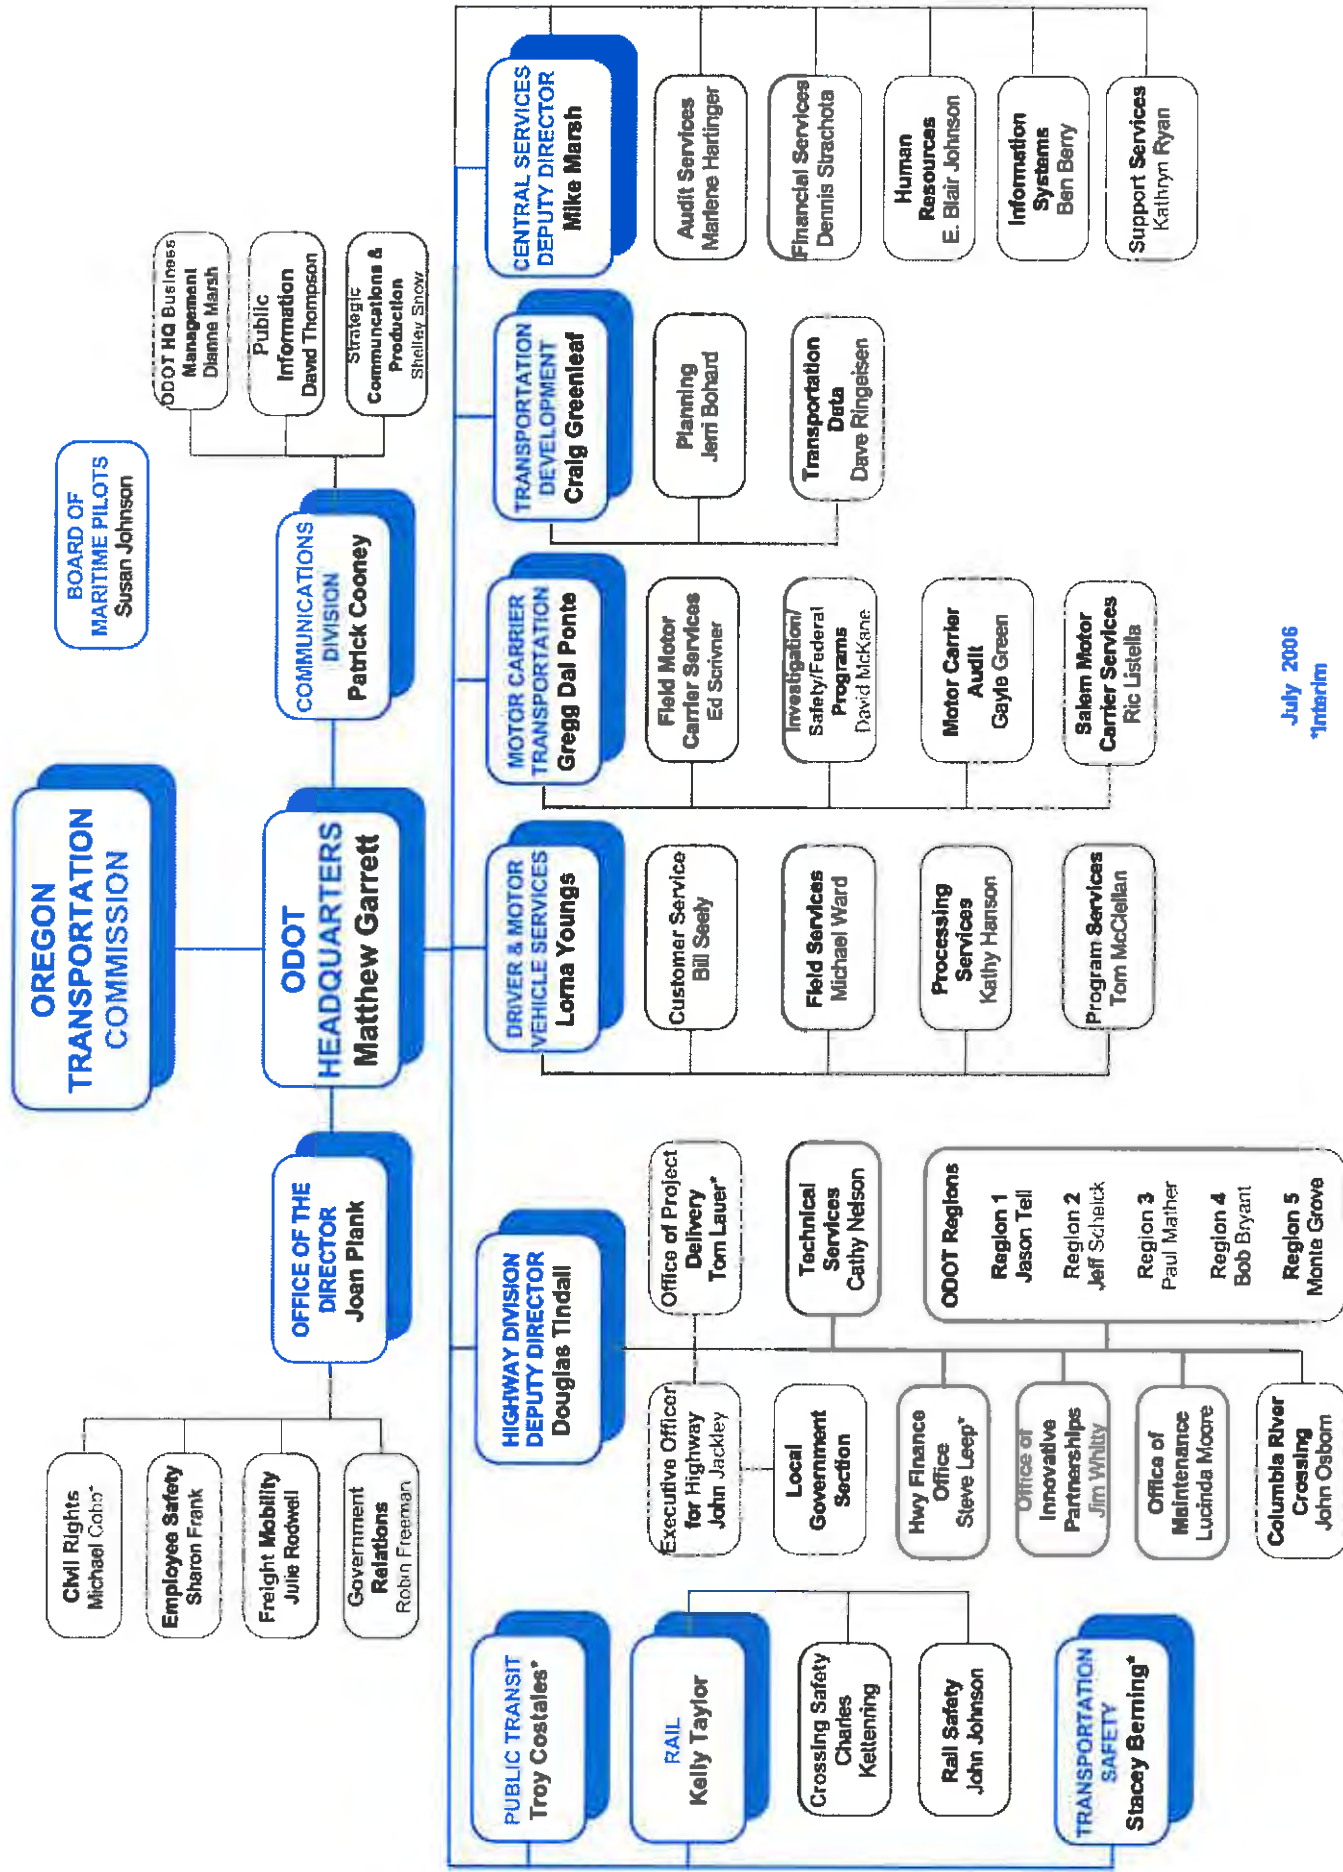 OREGON
TRANSPORTATION
COMMISSION
BOARD OF
MARITIME PILOTS
Susan Johnson
ODOT
HEADQUARTERS
Matthew Garrett
OFFICE OF THE
DIRECTOR
Joan Plank
Civil Rights
Michael Cobb*
Employee Safety
Sharon Frank
Freight Mobility
Julie Rodwell
Government
Relations
Robin Freeman
COMMUNICATIONS
DIVISION
Patrick Cooney
ODOT HQ Business
Management
Dianne Marsh
Public
Information
David Thompson
Strategic
Communcations &
Production
Shelley Snow
PUBLIC TRANSIT
Troy Costales*
RAIL
Kelly Taylor
Crossing Safety
Charles
Kettenring
Rail Safety
John Johnson
TRANSPORTATION
SAFETY
Stacey Berning*
HIGHWAY DIVISION
DEPUTY DIRECTOR
Douglas Tindall
Executive Officer
for Highway
John Jackley
Office of Project
Delivery
Tom Lauer*
Local
Government
Section
Technical
Services
Cathy Nelson
Hwy Finance
Office
Steve Leep*
Office of
Innovative
Partnerships
Jim Whitty
Office of
Maintenance
Lucinda Moore
Columbia River
Crossing
John Osborn
ODOT Regions
Region 1
Jason Tell
Region 2
Jeff Scheick
Region 3
Paul Mather
Region 4
Bob Bryant
Region 5
Monte Grove
DRIVER & MOTOR
VEHICLE SERVICES
Lorna Youngs
Customer Service
Bill Seely
Field Services
Michael Ward
Processing
Services
Kathy Hanson
Program Services
Tom McClellan
MOTOR CARRIER
TRANSPORTATION
Gregg Dal Ponte
Field Motor
Carrier Services
Ed Scrivner
Investigation/
Safety/Federal
Programs
David McKane
Motor Carrier
Audit
Gayle Green
Salem Motor
Carrier Services
Ric Listella
TRANSPORTATION
DEVELOPMENT
Craig Greenleaf
Planning
Jerri Bohard
Transportation
Data
Dave Ringeisen
CENTRAL SERVICES
DEPUTY DIRECTOR
Mike Marsh
Audit Services
Marlene Hartinger
Financial Services
Dennis Strachota
Human
Resources
E. Blair Johnson
Information
Systems
Ben Berry
Support Services
Kathryn Ryan
July 2006
*Interim